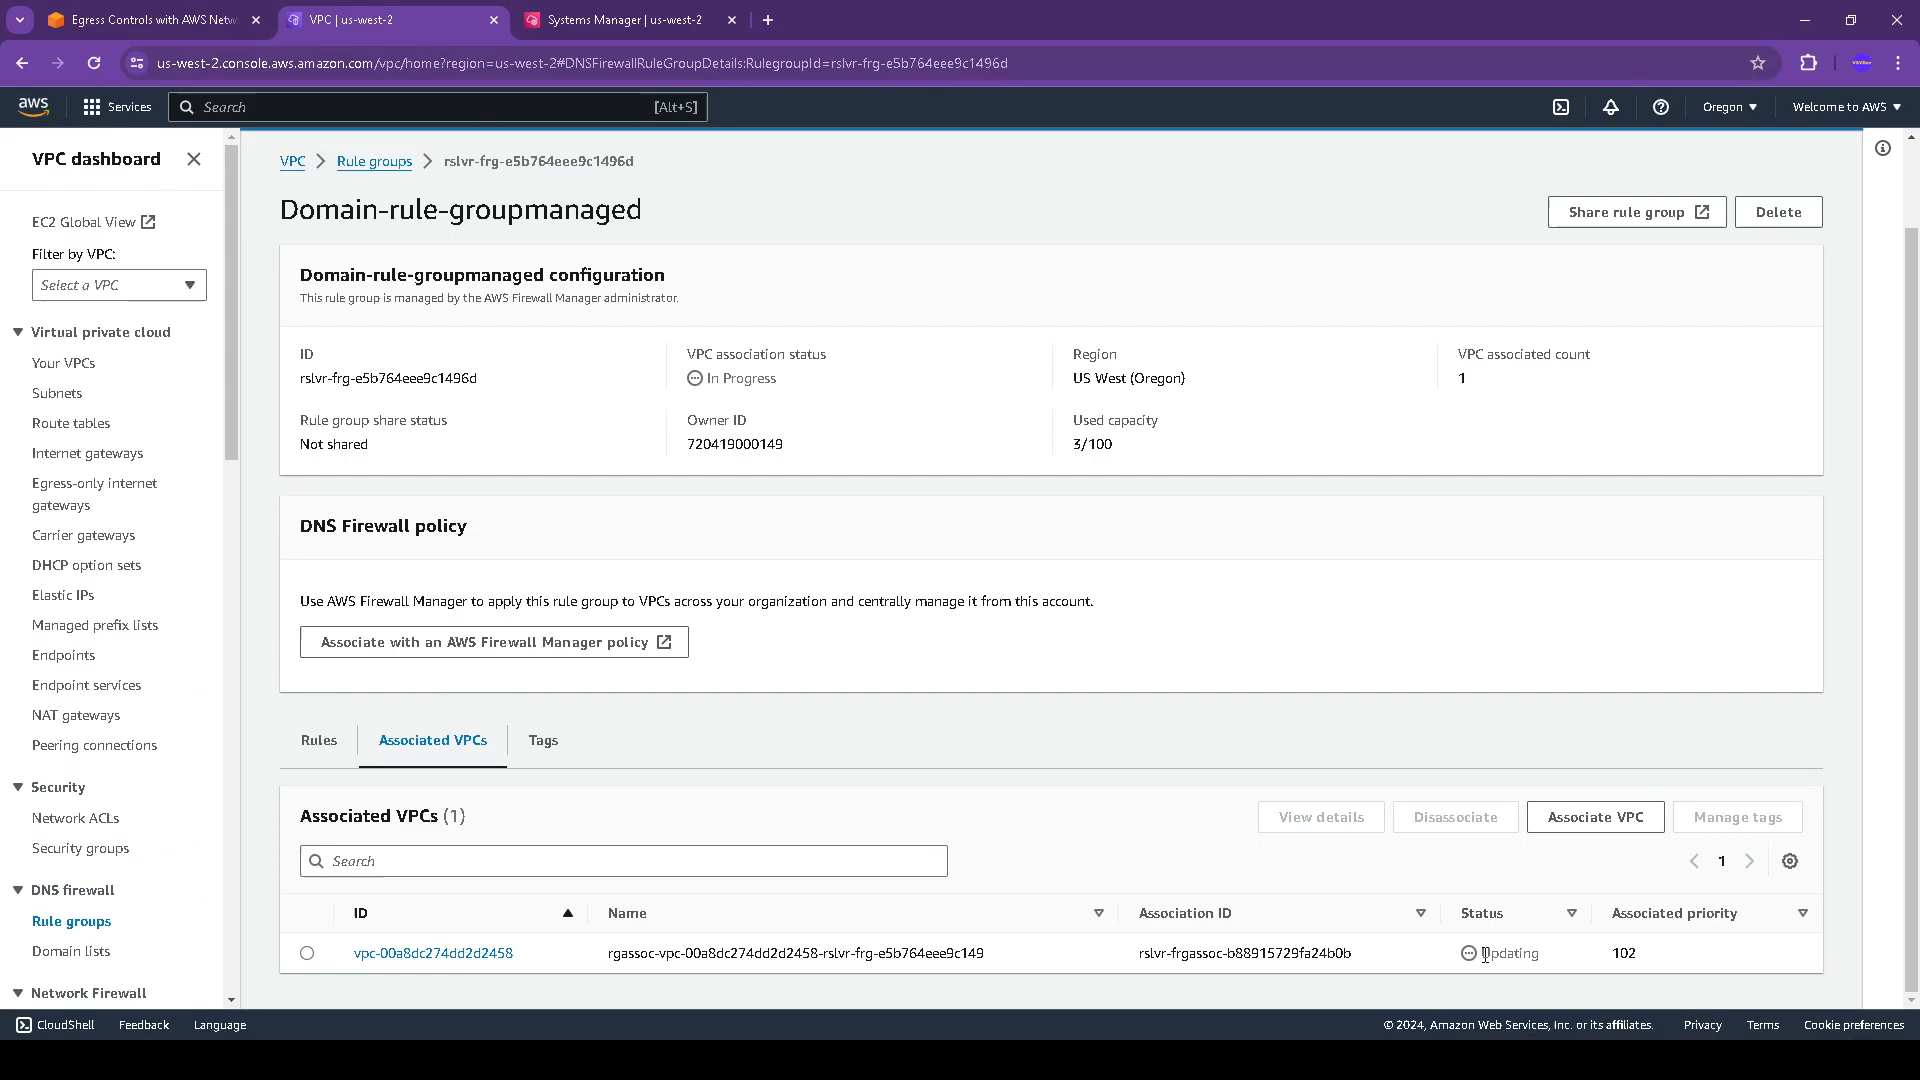 Egress Controls with AWS Netw
VPC | us-west-2
Systems Manager | us-west-2
us-west-2.console.aws.amazon.com/vpc/home?region=us-west-2#DNSFirewallRuleGroupDetails:RulegroupId=rslvr-frg-e5b764eee9c1496d
aws
Services
Search
[Alt+S]
Oregon
Welcome to AWS
VPC dashboard
EC2 Global View
Filter by VPC:
Select a VPC
Virtual private cloud
Your VPCs
Subnets
Route tables
Internet gateways
Egress-only internet
gateways
Carrier gateways
DHCP option sets
Elastic IPs
Managed prefix lists
Endpoints
Endpoint services
NAT gateways
Peering connections
Security
Network ACLs
Security groups
DNS firewall
Rule groups
Domain lists
Network Firewall
VPC
Rule groups
rslvr-frg-e5b764eee9c1496d
Domain-rule-groupmanaged
Share rule group
Delete
Domain-rule-groupmanaged configuration
This rule group is managed by the AWS Firewall Manager administrator.
ID
rslvr-frg-e5b764eee9c1496d
VPC association status
In Progress
Region
US West (Oregon)
VPC associated count
1
Rule group share status
Not shared
Owner ID
720419000149
Used capacity
3/100
DNS Firewall policy
Use AWS Firewall Manager to apply this rule group to VPCs across your organization and centrally manage it from this account.
Associate with an AWS Firewall Manager policy
Rules
Associated VPCs
Tags
Associated VPCs (1)
View details
Disassociate
Associate VPC
Manage tags
Search
1
ID
Name
Association ID
Status
Associated priority
vpc-00a8dc274dd2d2458
rgassoc-vpc-00a8dc274dd2d2458-rslvr-frg-e5b764eee9c149
rslvr-frgassoc-b88915729fa24b0b
Updating
102
CloudShell
Feedback
Language
© 2024, Amazon Web Services, Inc. or its affiliates.
Privacy
Terms
Cookie preferences